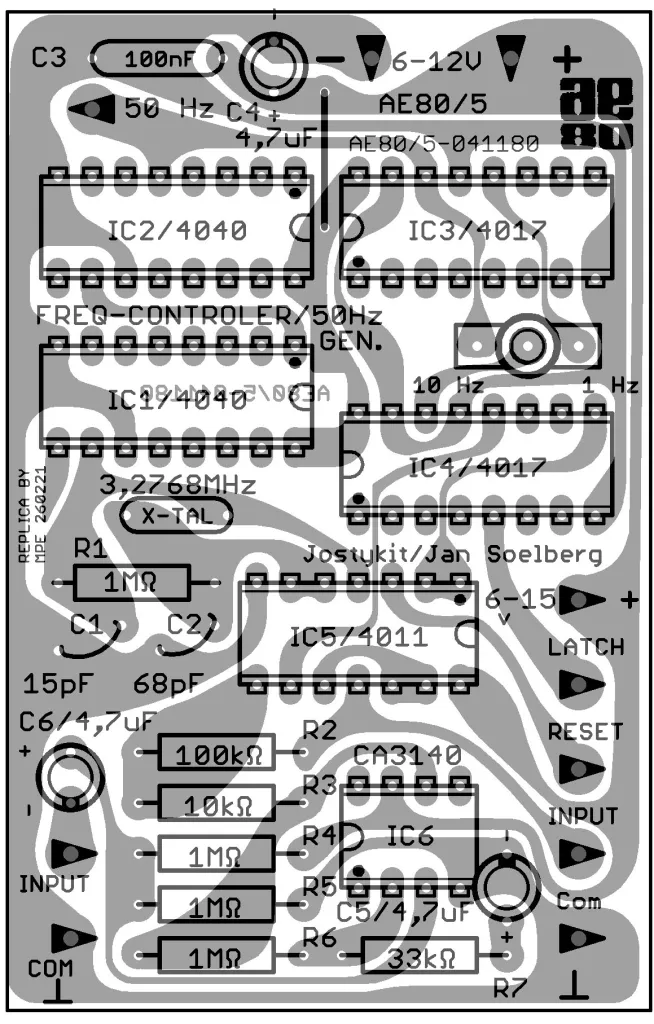 C3 100nF - 6-12V +
50 Hz C4 + AE80/5 ae
4,7uF AE80/5-041180 80
IC2/4040 IC3/4017
FREQ-CONTROLER/50Hz
GEN.
10 Hz 1 Hz
IC1/4040 AE80/5-041180
IC4/4017
REPLICA BY
MPE 260221
3,2768MHz
X-TAL
Jostykit/Jan Soelberg
R1
1MΩ 6-15 +
V
C1 C2 IC5/4011 LATCH
15pF 68pF
C6/4,7uF R2 RESET
+ 100kΩ CA3140
R3
- 10kΩ INPUT
R4 IC6 -
INPUT 1MΩ
R5
1MΩ C5/4,7uF Com
R6 +
COM 1MΩ 33kΩ
R7